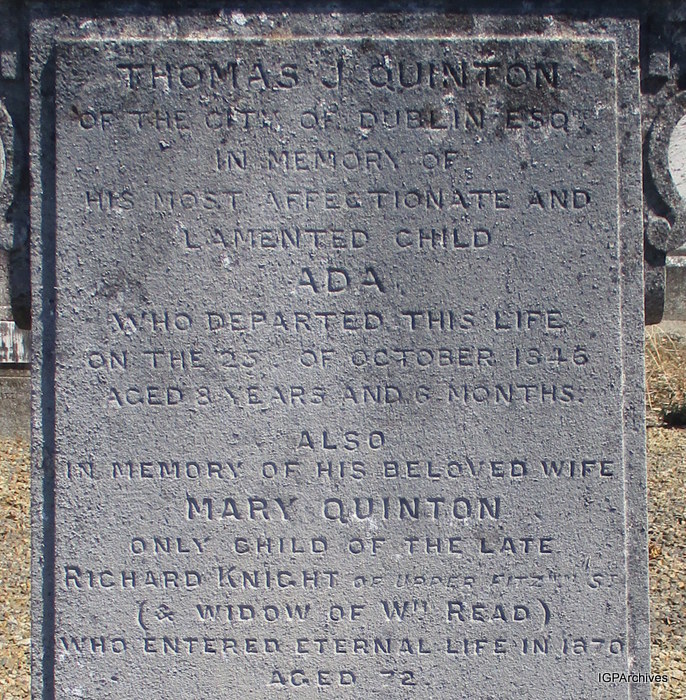 THOMAS J QUINTON
OF THE CITY OF DUBLIN ESQR
IN MEMORY OF
HIS MOST AFFECTIONATE AND
LAMENTED CHILD
ADA
WHO DEPARTED THIS LIFE
ON THE 25 OF OCTOBER 1846
AGED 8 YEARS AND 6 MONTHS.
ALSO
IN MEMORY OF HIS BELOVED WIFE
MARY QUINTON
ONLY CHILD OF THE LATE
RICHARD KNIGHT OF UPPER FITZWM ST
(& WIDOW OF WM READ)
WHO ENTERED ETERNAL LIFE IN 1870
AGED 72
IGPArchives